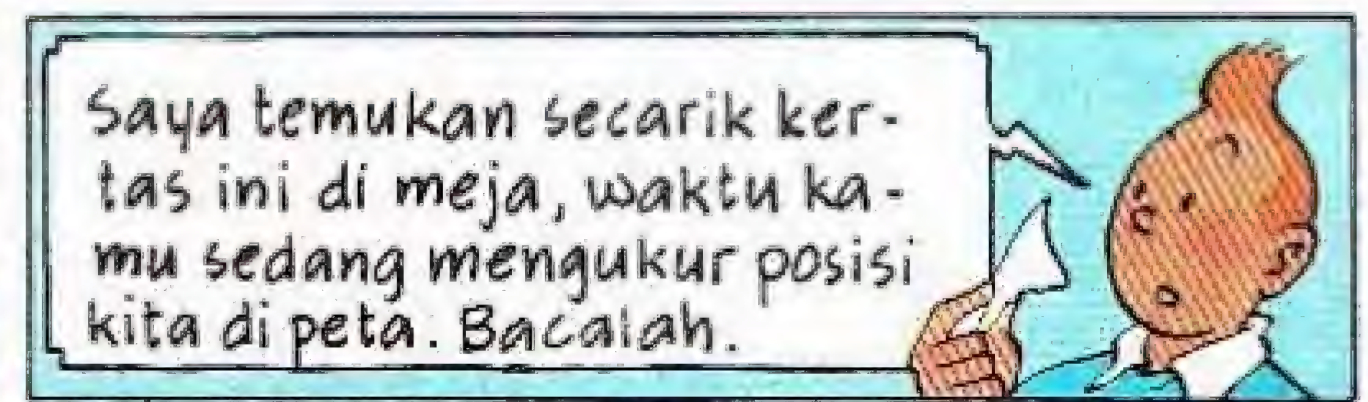 Saya temukan secarik ker-
tas ini di meja, waktu ka-
mu sedang mengukur posisi
kita di peta. Bacalah.